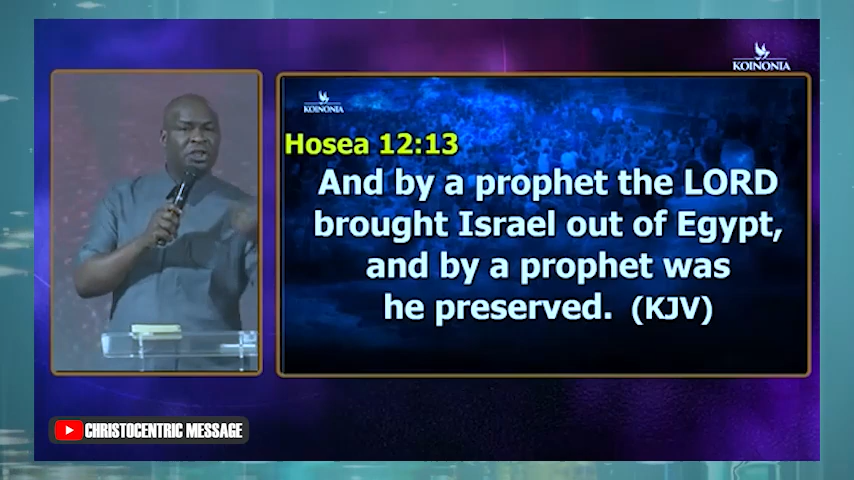 KOINONIA
KOINONIA
Hosea 12:13
And by a prophet the LORD
brought Israel out of Egypt,
and by a prophet was
he preserved. (KJV)
CHRISTOCENTRIC MESSAGE